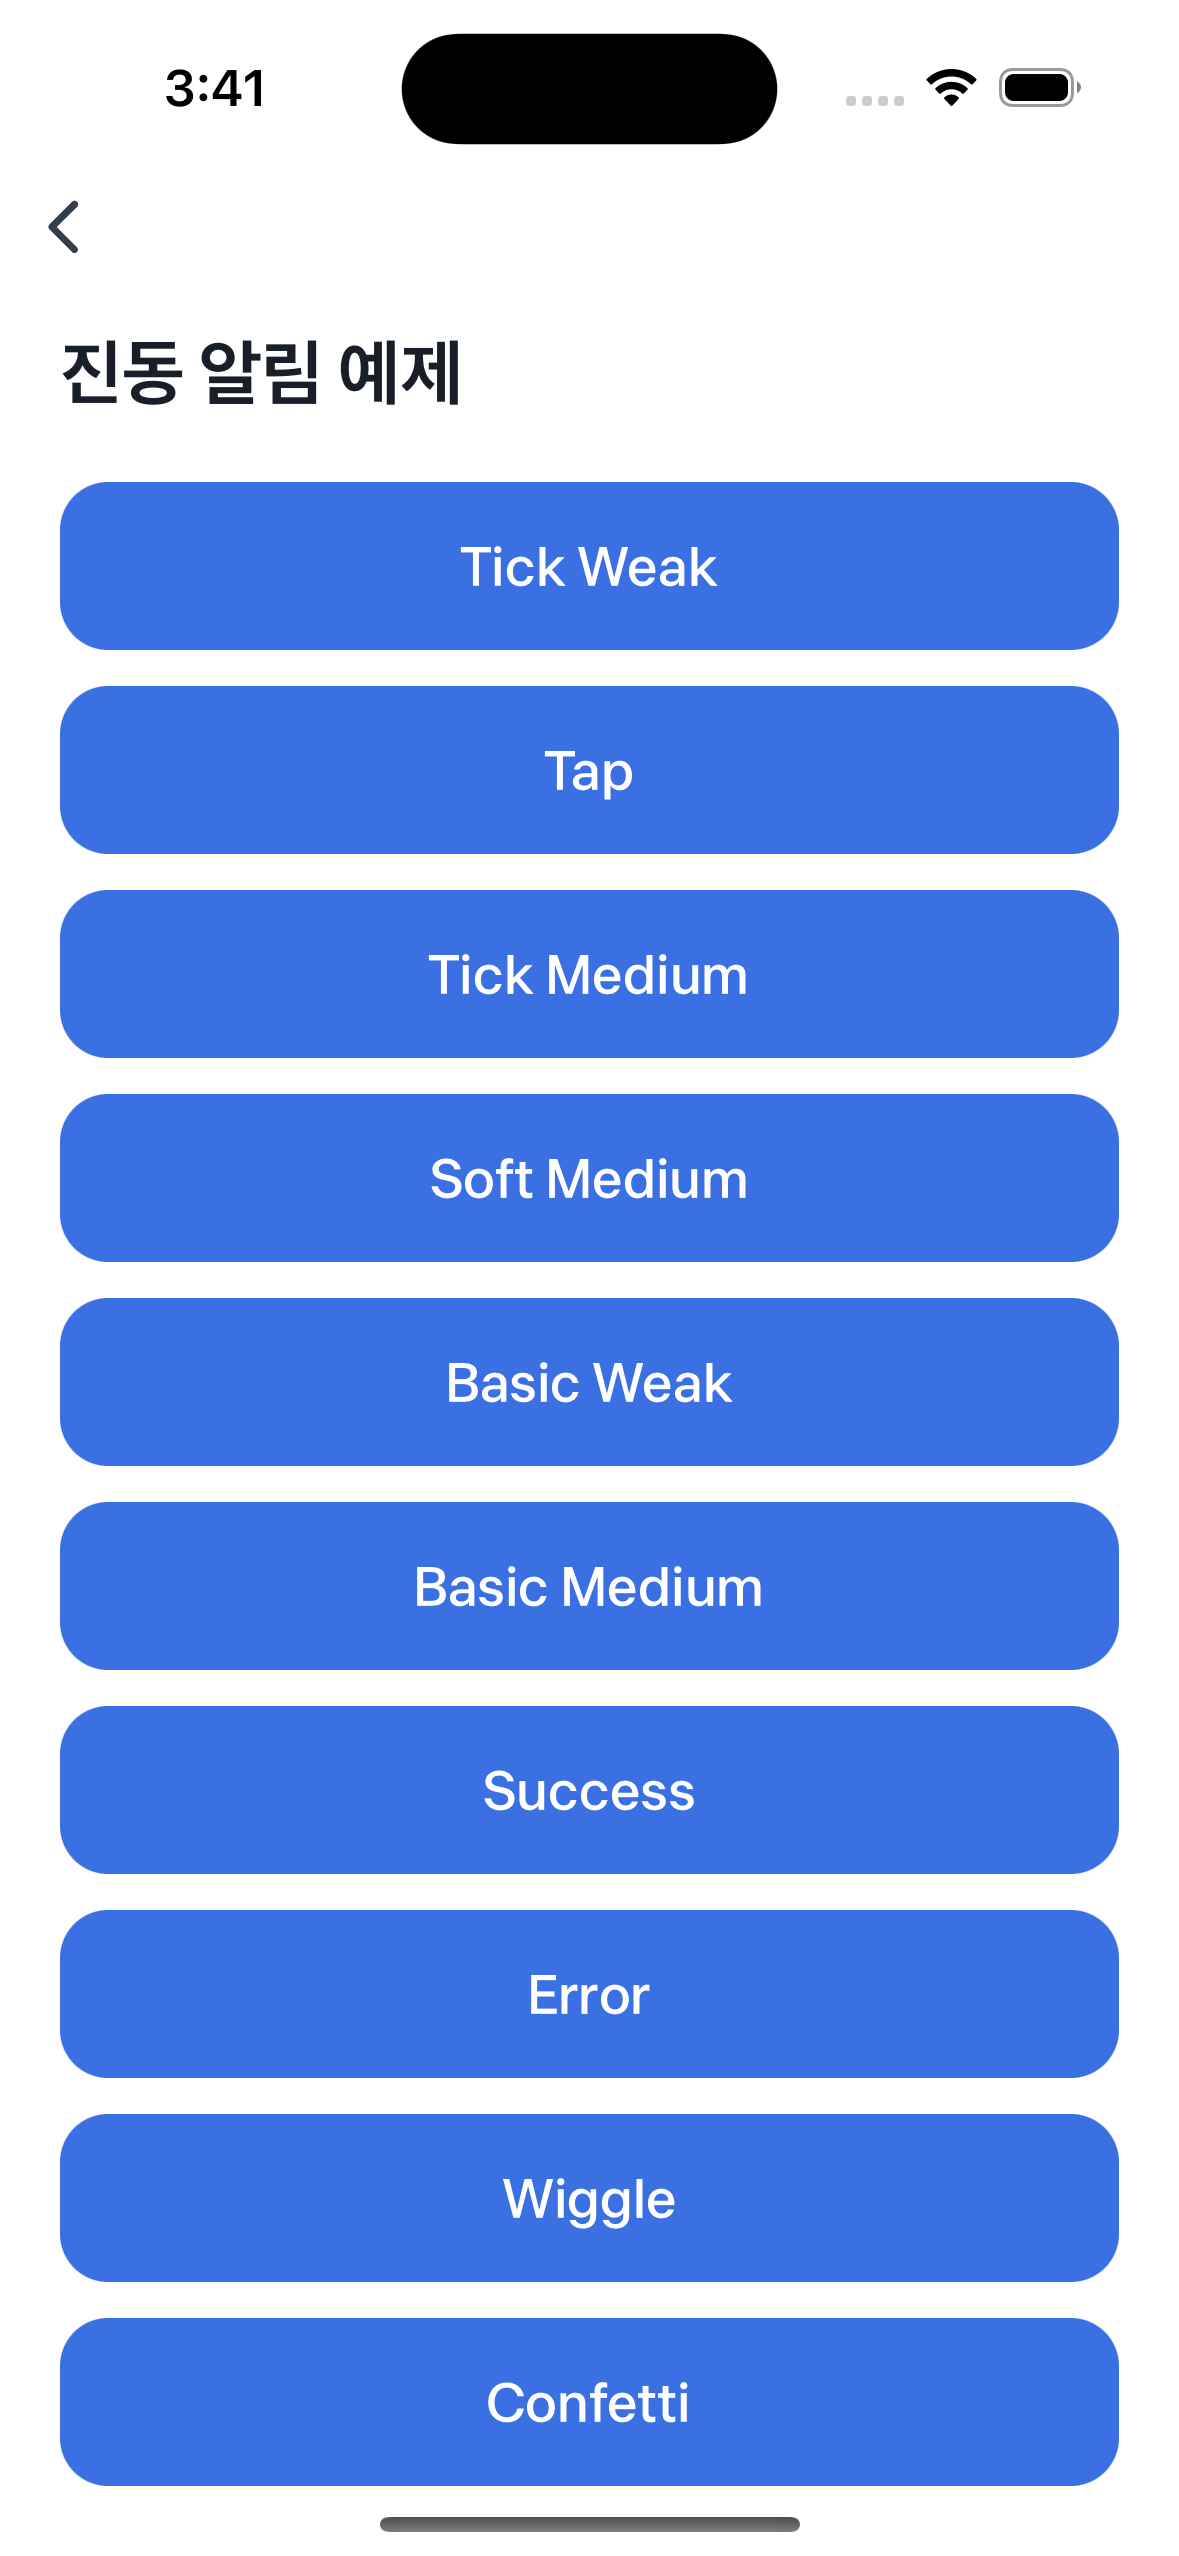 3:41
진동 알림 예제
Tick Weak
Tap
Tick Medium
Soft Medium
Basic Weak
Basic Medium
Success
Error
Wiggle
Confetti